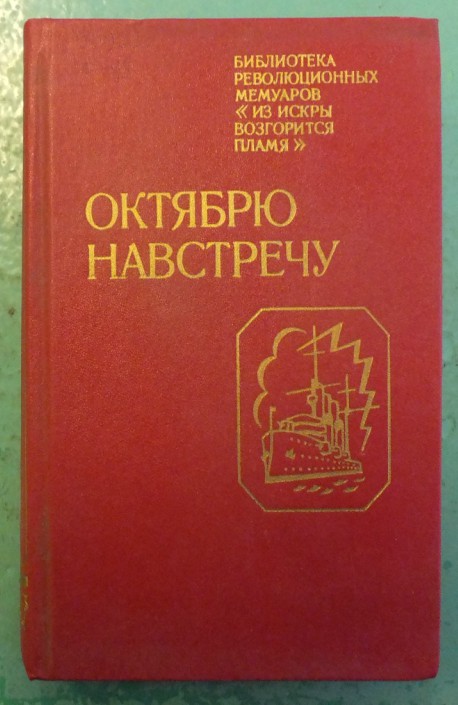 БИБЛИОТЕКА
РЕВОЛЮЦИОННЫХ
МЕМУАРОВ
« ИЗ ИСКРЫ
ВОЗГОРИТСЯ
ПЛАМЯ »
ОКТЯБРЮ
НАВСТРЕЧУ